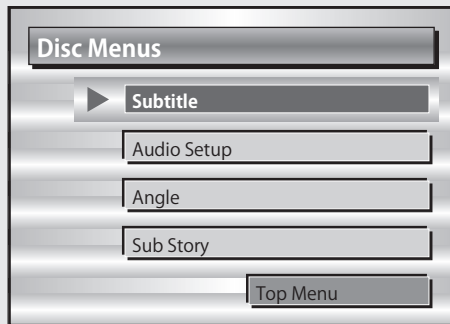 Disc Menus
Subtitle
Audio Setup
Angle
Sub Story
Top Menu